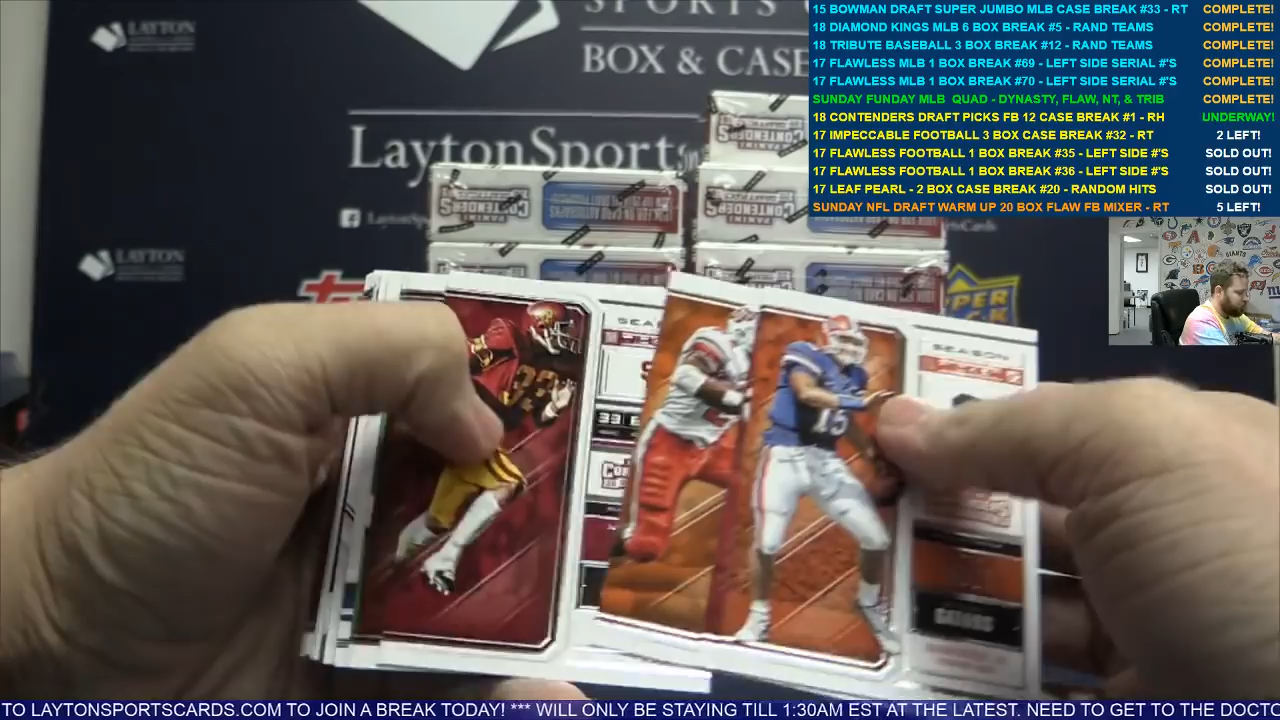 LAYTON
SPORTS
BOX & CASE
LaytonSports
LAYTON
PANINI
CONTENDERS
15 BOWMAN DRAFT SUPER JUMBO MLB CASE BREAK #33 - RT COMPLETE!
18 DIAMOND KINGS MLB 6 BOX BREAK #5 - RAND TEAMS COMPLETE!
18 TRIBUTE BASEBALL 3 BOX BREAK #12 - RAND TEAMS COMPLETE!
17 FLAWLESS MLB 1 BOX BREAK #69 - LEFT SIDE SERIAL #'S COMPLETE!
17 FLAWLESS MLB 1 BOX BREAK #70 - LEFT SIDE SERIAL #'S COMPLETE!
SUNDAY FUNDAY MLB QUAD - DYNASTY, FLAW, NT, & TRIB COMPLETE!
18 CONTENDERS DRAFT PICKS FB 12 CASE BREAK #1 - RH UNDERWAY!
17 IMPECCABLE FOOTBALL 3 BOX CASE BREAK #32 - RT 2 LEFT!
17 FLAWLESS FOOTBALL 1 BOX BREAK #35 - LEFT SIDE #'S SOLD OUT!
17 FLAWLESS FOOTBALL 1 BOX BREAK #36 - LEFT SIDE #'S SOLD OUT!
17 LEAF PEARL - 2 BOX CASE BREAK #20 - RANDOM HITS SOLD OUT!
SUNDAY NFL DRAFT WARM UP 20 BOX FLAW FB MIXER - RT 5 LEFT!
GIANTS
SEASON
33
15
GATORS
TO LAYTONSPORTSCARDS.COM TO JOIN A BREAK TODAY! *** WILL ONLY BE STAYING TILL 1:30AM EST AT THE LATEST. NEED TO GET TO THE DOCTO